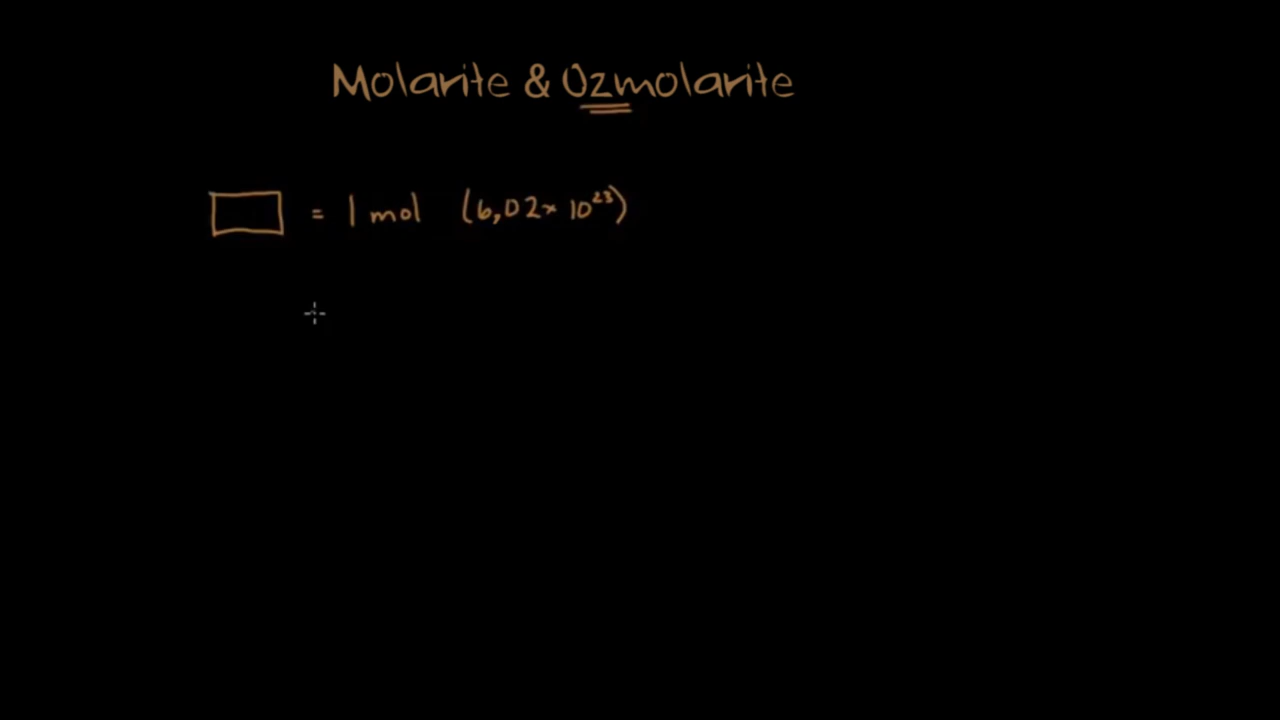 Molarite & Ozmolarite
= 1 mol (6,02 × 10²³)